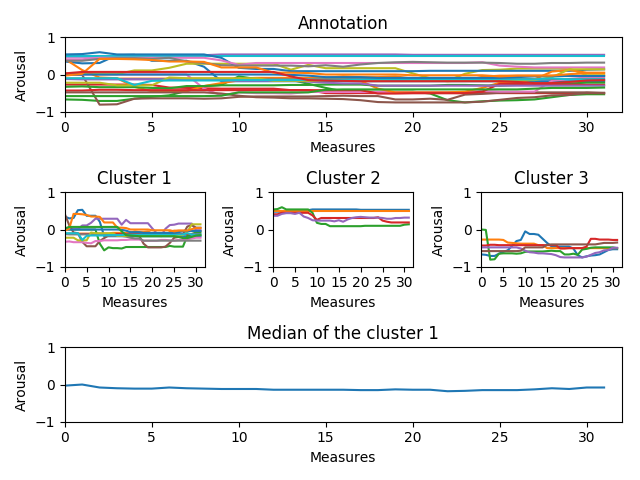 Annotation
1
0
−1
Arousal
0 5 10 15 20 25 30
Measures
Cluster 1 Cluster 2 Cluster 3
1 1 1
0 0 0
−1 −1 −1
Arousal Arousal Arousal
0 5 10 15 20 25 30 0 5 10 15 20 25 30 0 5 10 15 20 25 30
Measures Measures Measures
Median of the cluster 1
1
0
−1
Arousal
0 5 10 15 20 25 30
Measures